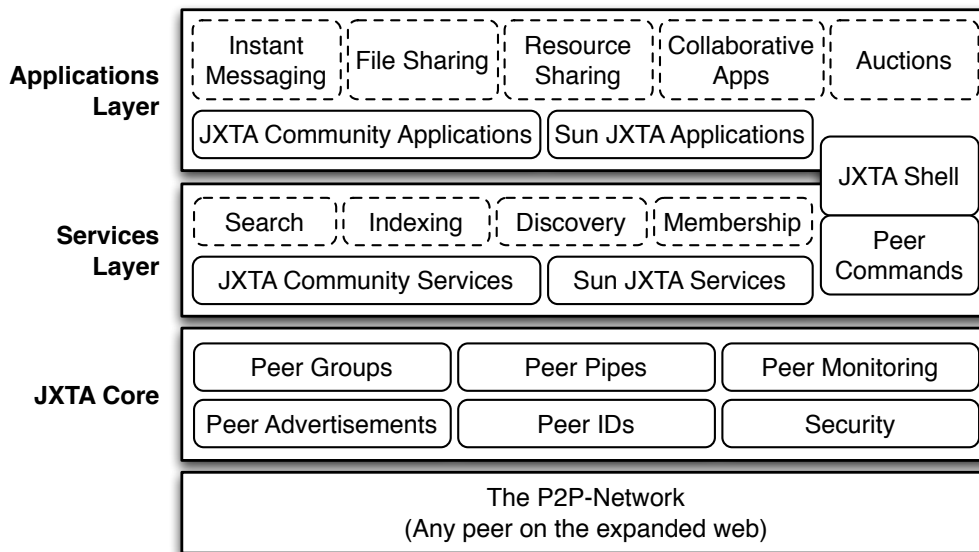 Applications
Layer
Instant
Messaging
File Sharing
Resource
Sharing
Collaborative
Apps
Auctions
JXTA Community Applications
Sun JXTA Applications
JXTA Shell
Services
Layer
Search
Indexing
Discovery
Membership
Peer
Commands
JXTA Community Services
Sun JXTA Services
JXTA Core
Peer Groups
Peer Pipes
Peer Monitoring
Peer Advertisements
Peer IDs
Security
The P2P-Network
(Any peer on the expanded web)